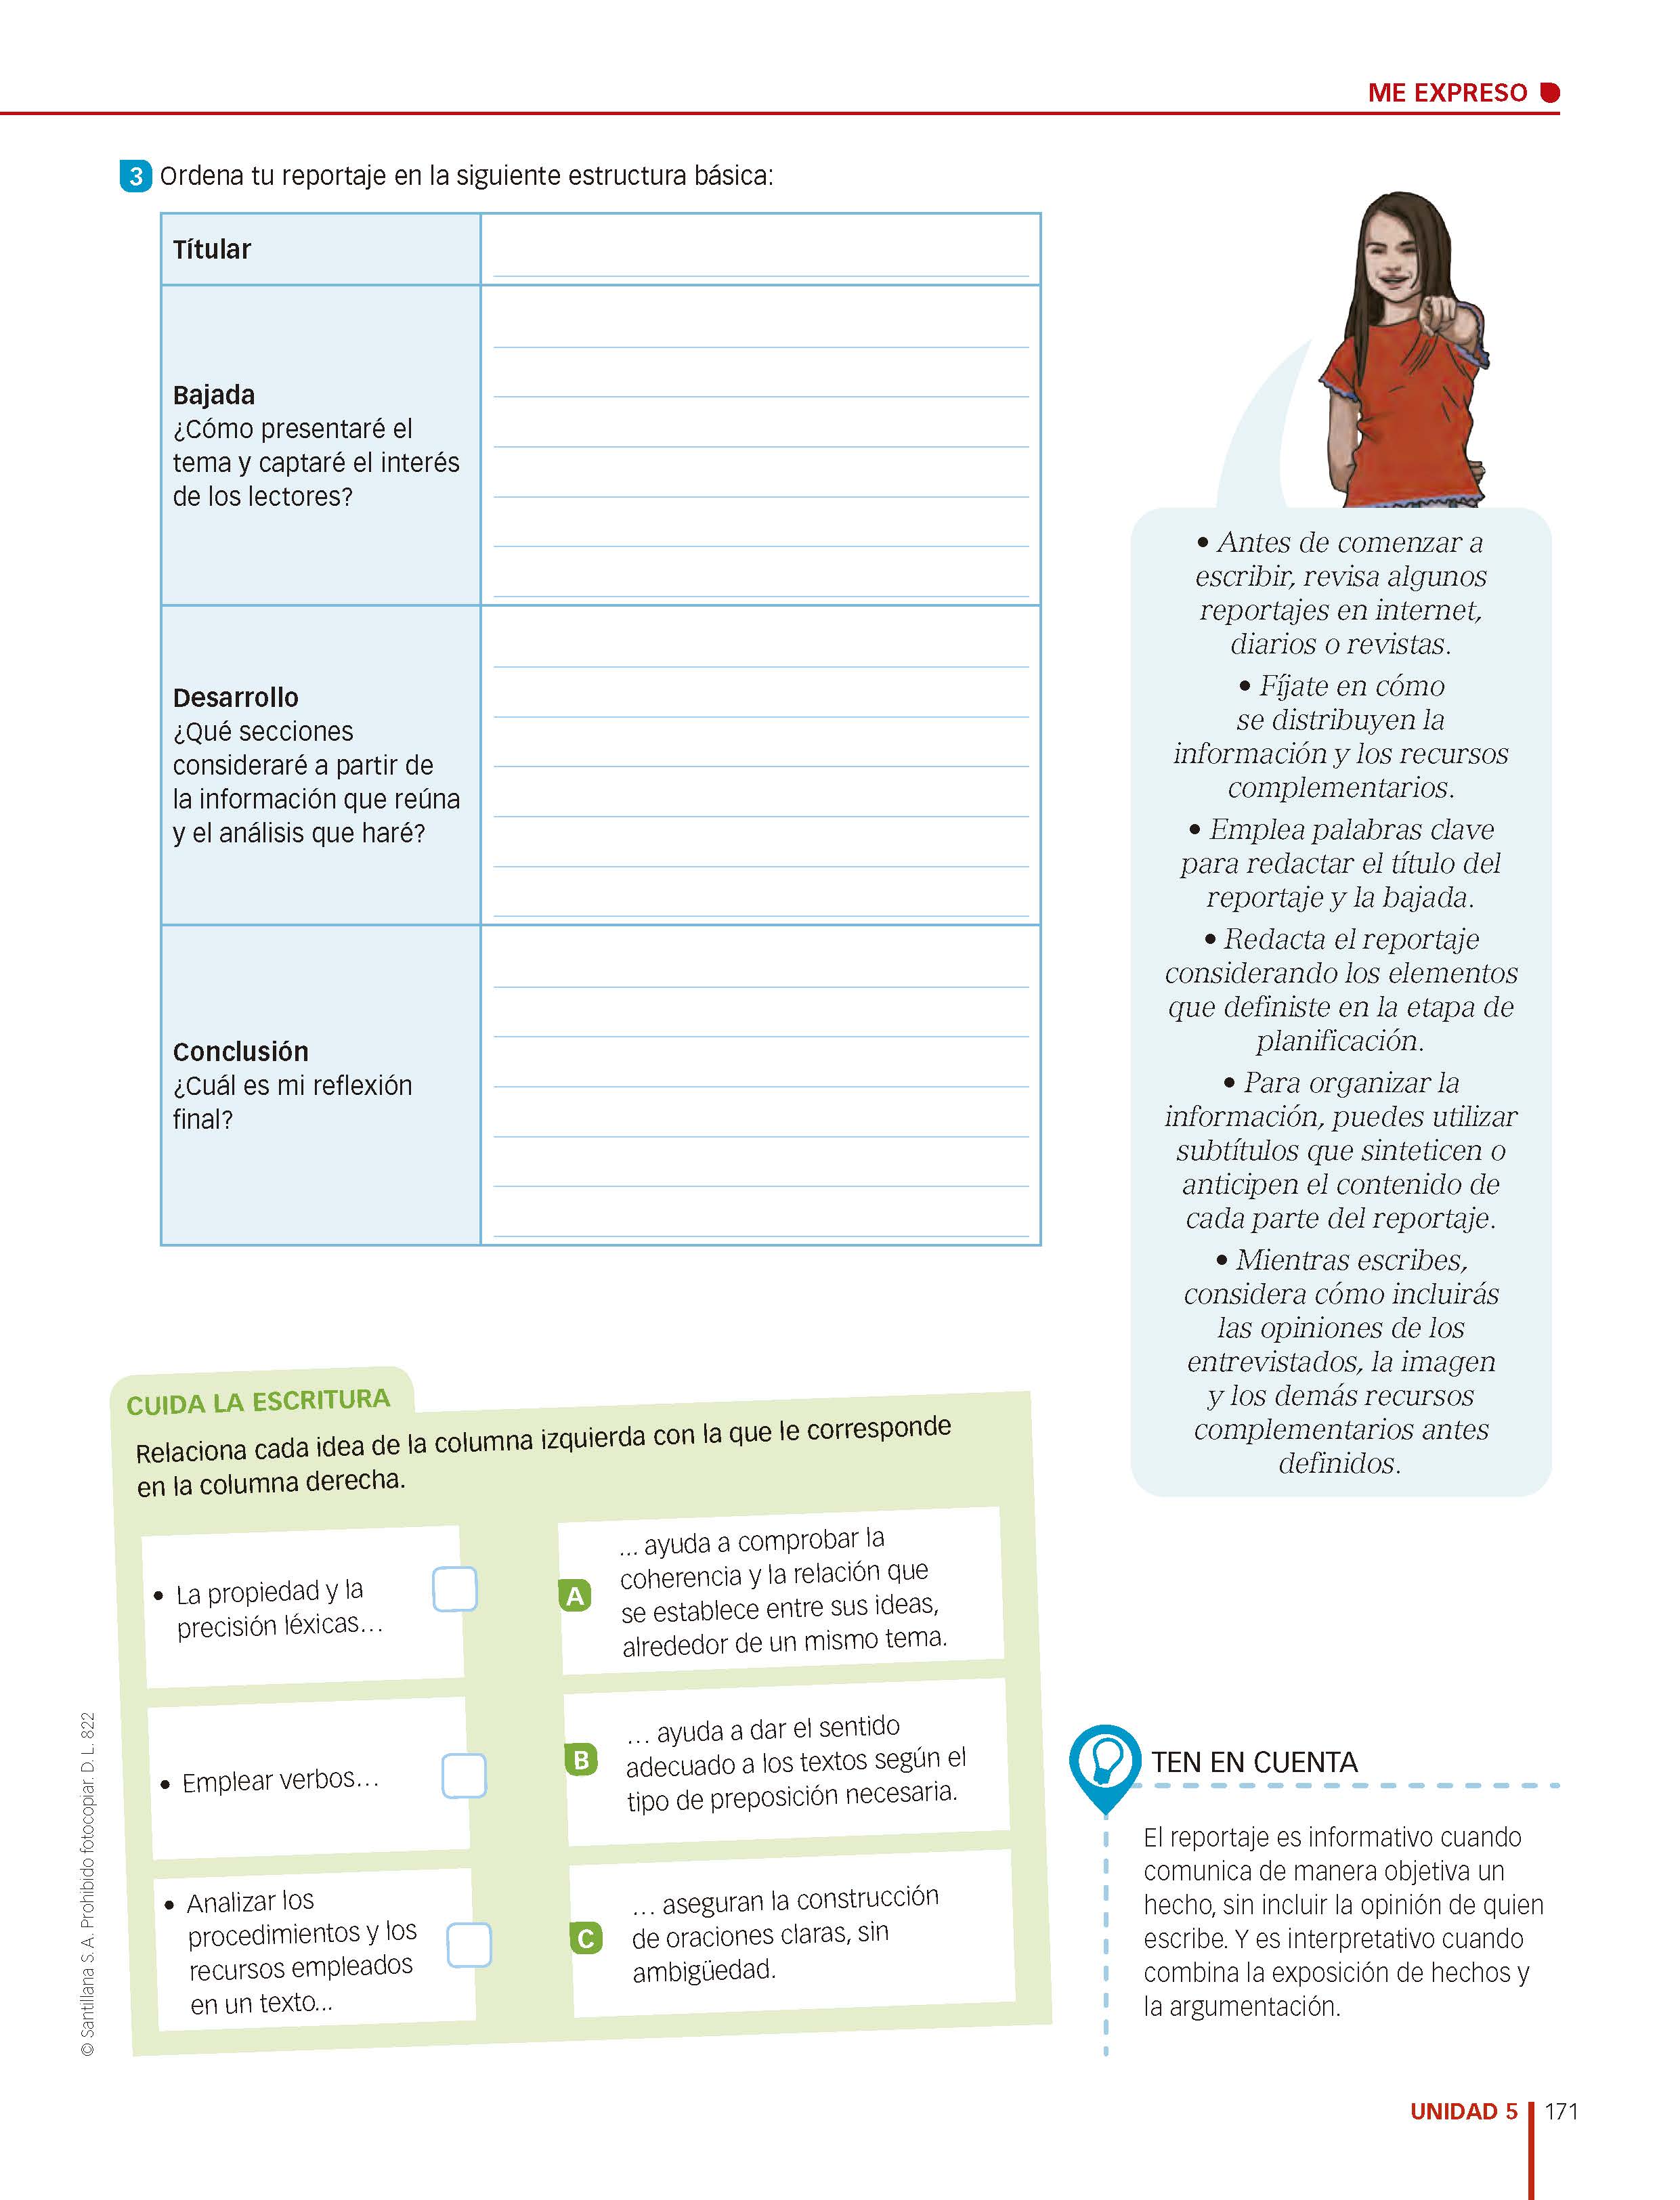 ME EXPRESO
3 Ordena tu reportaje en la siguiente estructura básica:
Títular
Bajada
¿Cómo presentaré el
tema y captaré el interés
de los lectores?
Desarrollo
¿Qué secciones
consideraré a partir de
la información que reúna
y el análisis que haré?
Conclusión
¿Cuál es mi reflexión
final?
• Antes de comenzar a
escribir, revisa algunos
reportajes en internet,
diarios o revistas.
• Fíjate en cómo
se distribuyen la
información y los recursos
complementarios.
• Emplea palabras clave
para redactar el título del
reportaje y la bajada.
• Redacta el reportaje
considerando los elementos
que definiste en la etapa de
planificación.
• Para organizar la
información, puedes utilizar
subtítulos que sinteticen o
anticipen el contenido de
cada parte del reportaje.
• Mientras escribes,
considera cómo incluirás
las opiniones de los
entrevistados, la imagen
y los demás recursos
complementarios antes
definidos.
CUIDA LA ESCRITURA
Relaciona cada idea de la columna izquierda con la que le corresponde
en la columna derecha.
• La propiedad y la
precisión léxicas...
• Emplear verbos...
• Analizar los
procedimientos y los
recursos empleados
en un texto...
A
... ayuda a comprobar la
coherencia y la relación que
se establece entre sus ideas,
alrededor de un mismo tema.
B
... ayuda a dar el sentido
adecuado a los textos según el
tipo de preposición necesaria.
C
... aseguran la construcción
de oraciones claras, sin
ambigüedad.
TEN EN CUENTA
El reportaje es informativo cuando
comunica de manera objetiva un
hecho, sin incluir la opinión de quien
escribe. Y es interpretativo cuando
combina la exposición de hechos y
la argumentación.
© Santillana S. A. Prohibido fotocopiar. D. L. 822
UNIDAD 5 171